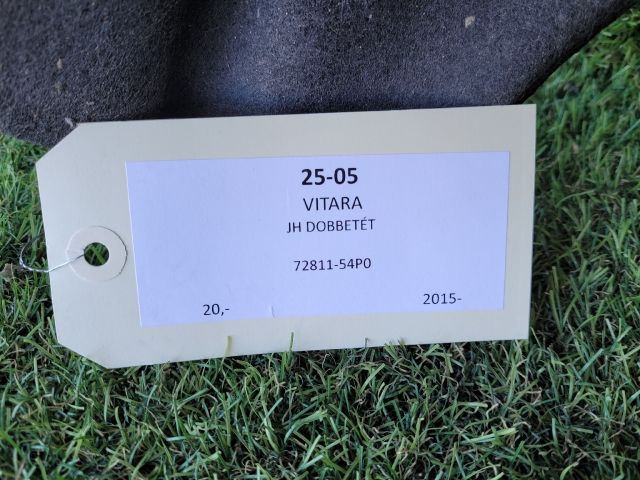 25-05
VITARA
JH DOBBETÉT
72811-54P0
20,- 2015-